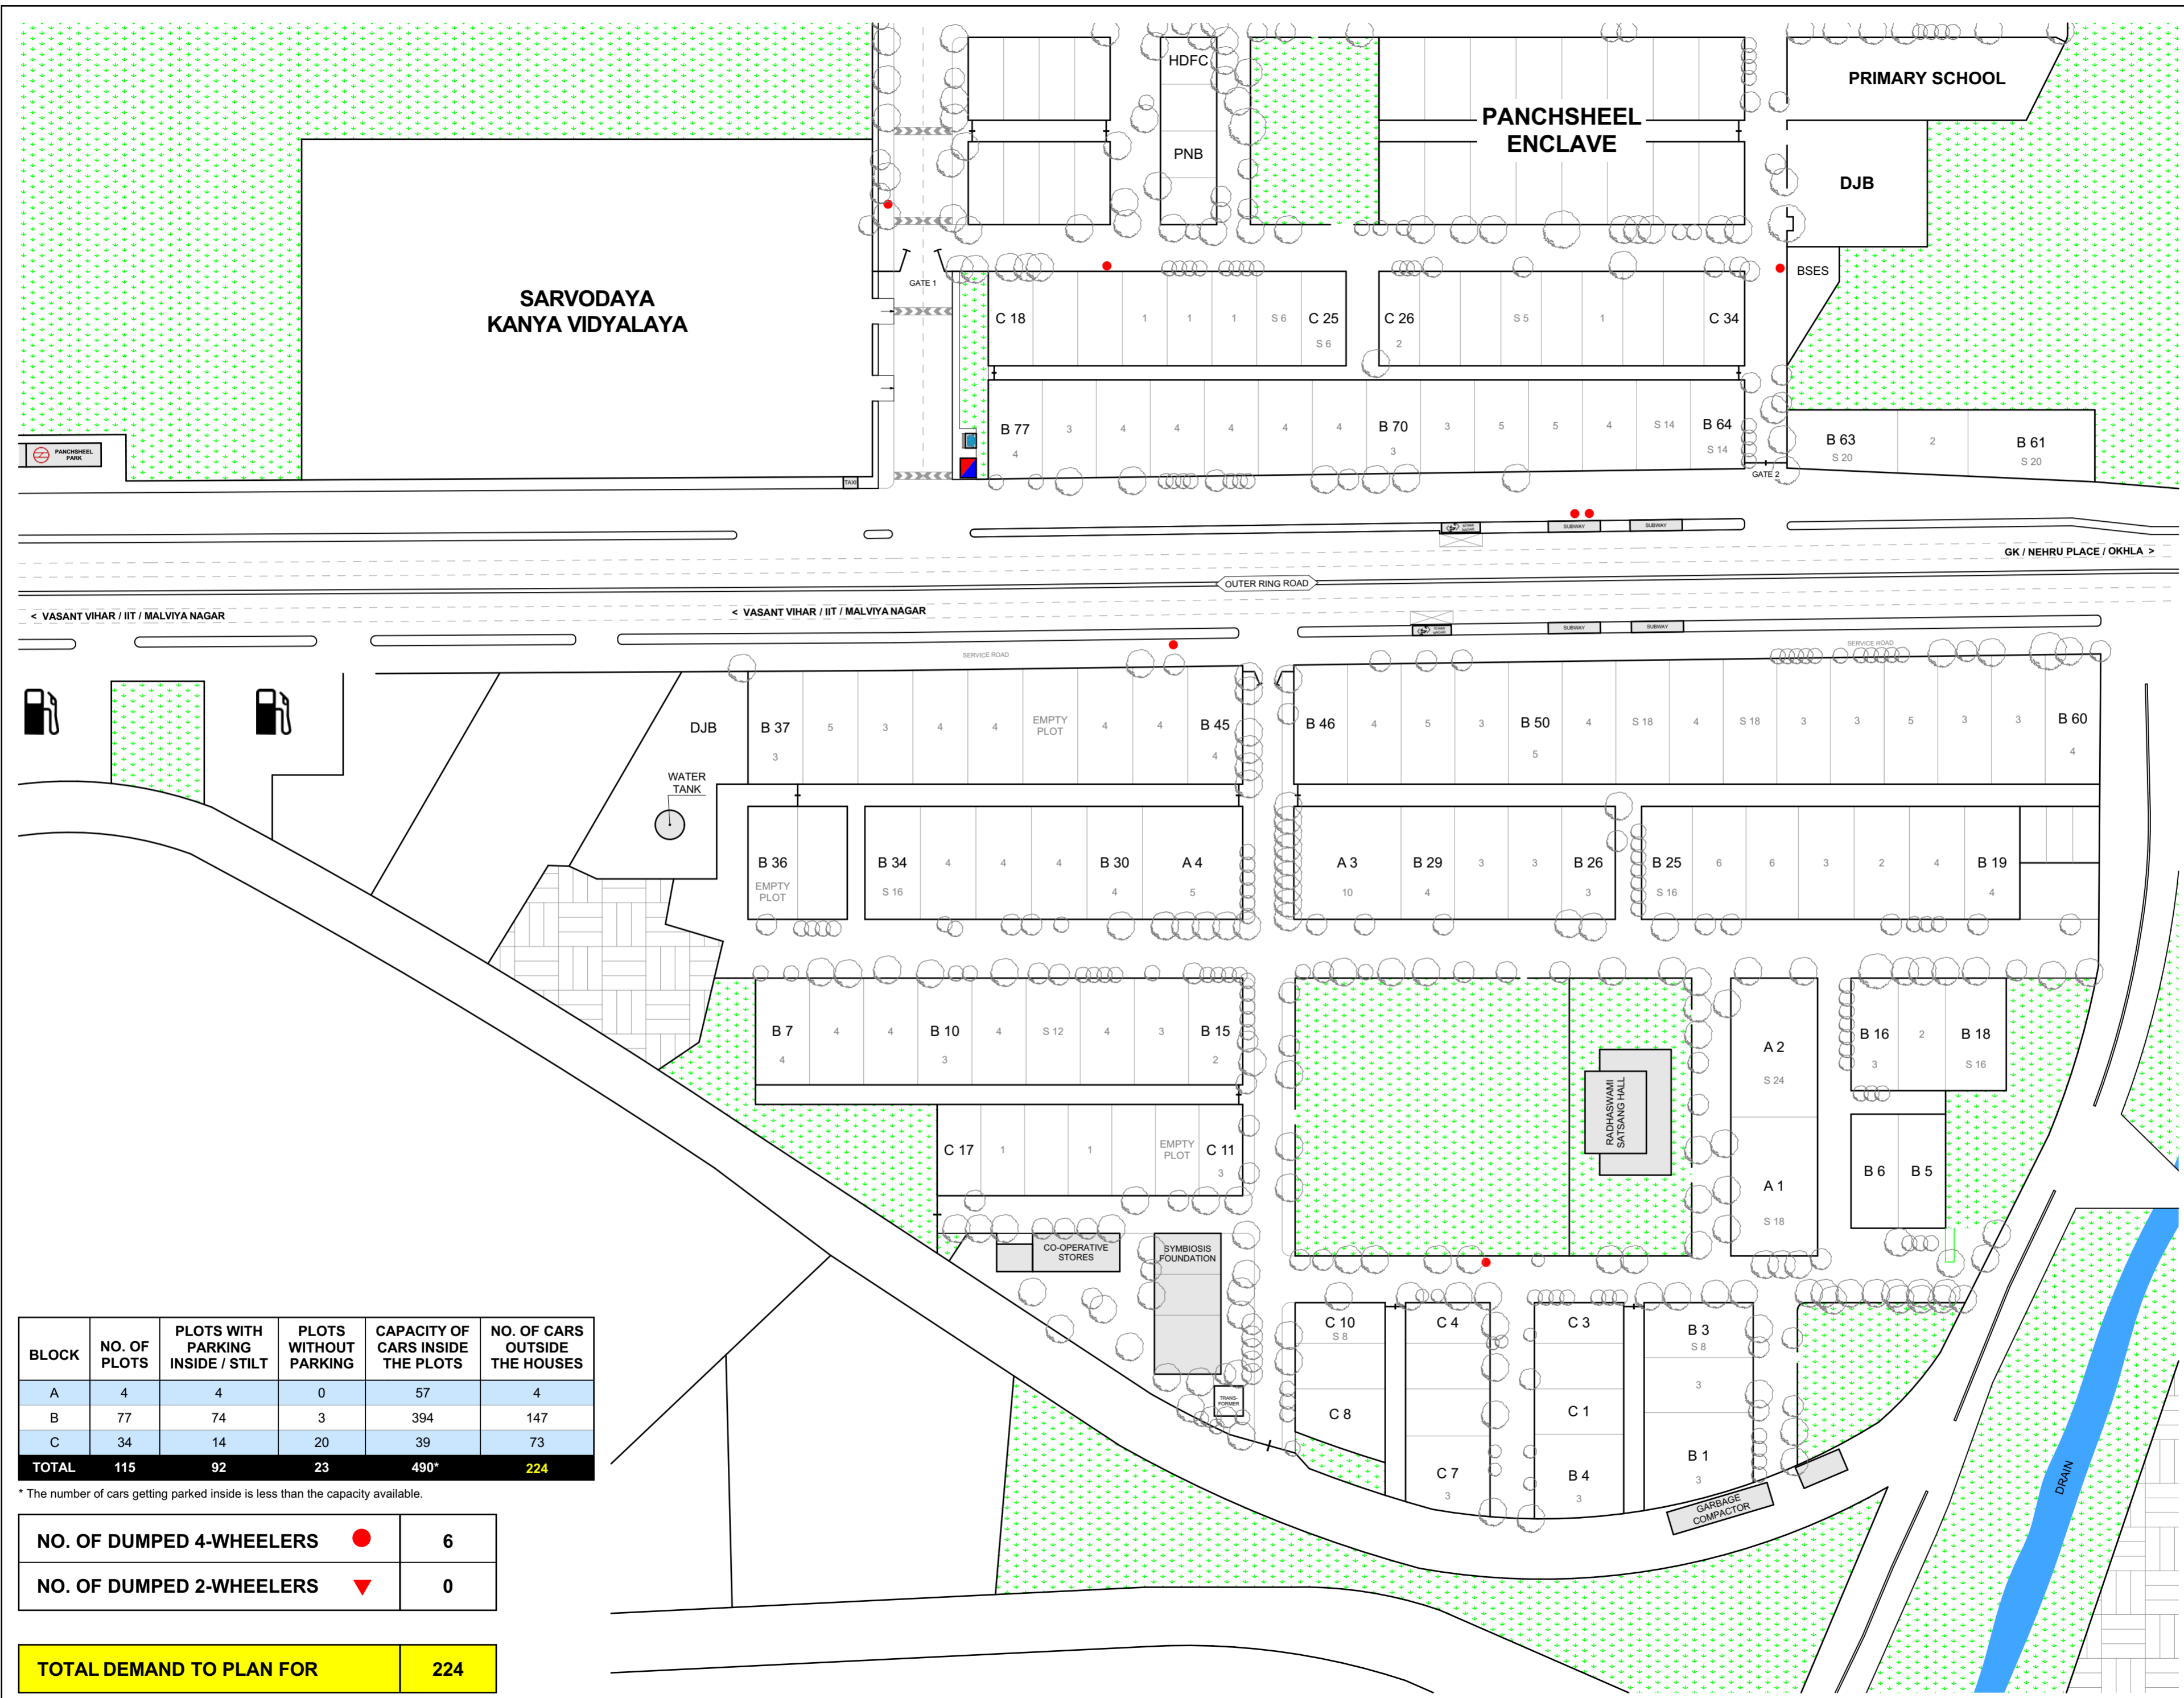 HDFC
PNB
PANCHSHEEL
ENCLAVE
PRIMARY SCHOOL
DJB
BSES
SARVODAYA
KANYA VIDYALAYA
GATE 1
C 18
1
1
1
S 6
C 25
S 6
C 26
2
S 5
1
C 34
B 77
4
3
4
4
4
4
4
B 70
3
3
5
5
4
S 14
B 64
S 14
GATE 2
B 63
S 20
2
B 61
S 20
PANCHSHEEL
PARK
TAXI
SUBWAY
SUBWAY
GK / NEHRU PLACE / OKHLA >
OUTER RING ROAD
< VASANT VIHAR / IIT / MALVIYA NAGAR
< VASANT VIHAR / IIT / MALVIYA NAGAR
SUBWAY
SUBWAY
SERVICE ROAD
SERVICE ROAD
DJB
WATER
TANK
B 37
3
5
3
4
4
EMPTY
PLOT
4
4
B 45
4
B 46
4
5
3
B 50
5
4
S 18
4
S 18
3
3
5
3
3
B 60
4
B 36
EMPTY
PLOT
B 34
S 16
4
4
4
B 30
4
A 4
5
A 3
10
B 29
4
3
3
B 26
3
B 25
S 16
6
6
3
2
4
B 19
4
B 7
4
4
4
B 10
3
4
S 12
4
3
B 15
2
RADHASWAMI
SATSANG HALL
A 2
S 24
A 1
S 18
B 16
3
2
B 18
S 16
B 6
B 5
C 17
1
1
EMPTY
PLOT
C 11
3
CO-OPERATIVE
STORES
SYMBIOSIS
FOUNDATION
TRANS-
FORMER
C 10
S 8
C 8
C 4
C 7
3
C 3
C 1
B 4
3
B 3
S 8
3
B 1
3
GARBAGE
COMPACTOR
DRAIN
BLOCK
NO. OF
PLOTS
PLOTS WITH
PARKING
INSIDE / STILT
PLOTS
WITHOUT
PARKING
CAPACITY OF
CARS INSIDE
THE PLOTS
NO. OF CARS
OUTSIDE
THE HOUSES
A 4 4 0 57 4
B 77 74 3 394 147
C 34 14 20 39 73
TOTAL 115 92 23 490* 224
* The number of cars getting parked inside is less than the capacity available.
NO. OF DUMPED 4-WHEELERS 6
NO. OF DUMPED 2-WHEELERS 0
TOTAL DEMAND TO PLAN FOR 224